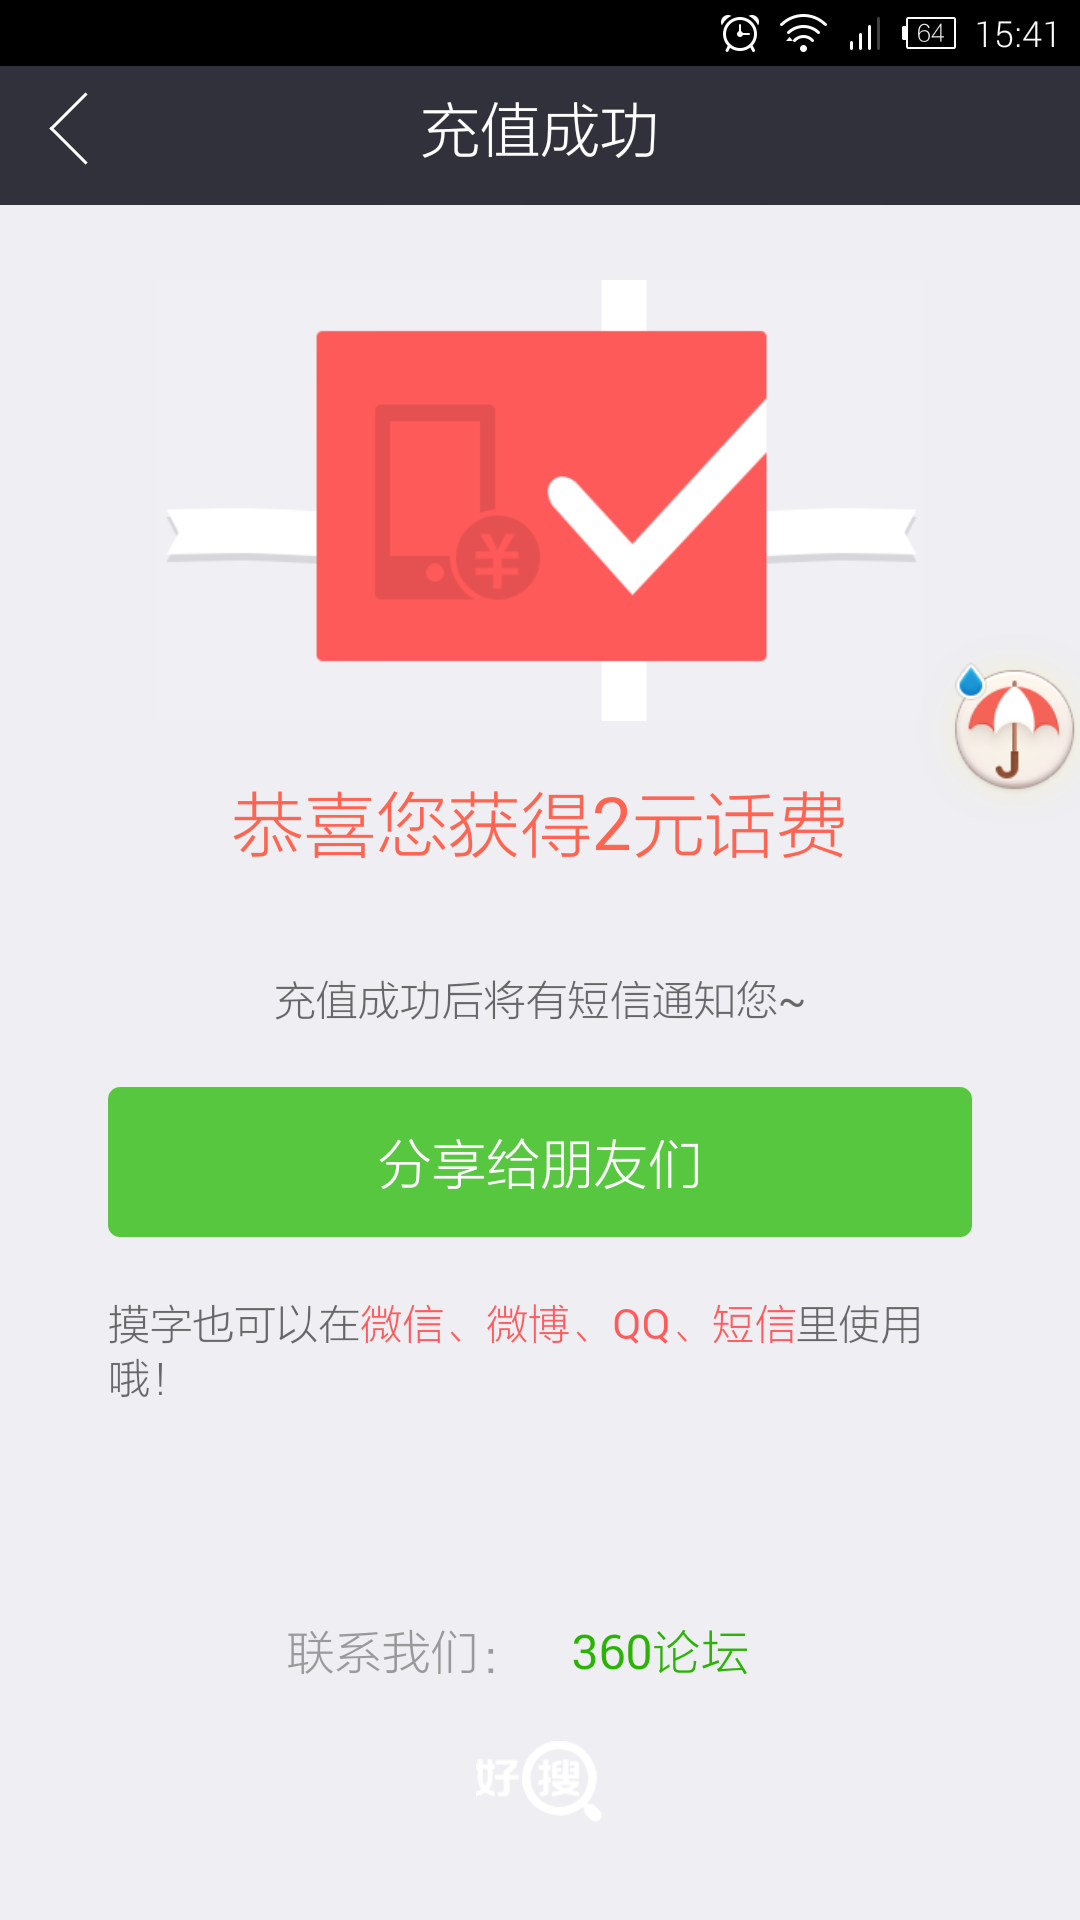 64 15:41
充值成功
¥
恭喜您获得2元话费
充值成功后将有短信通知您~
分享给朋友们
摸字也可以在微信、微博、QQ、短信里使用
哦！
联系我们： 360论坛
好搜